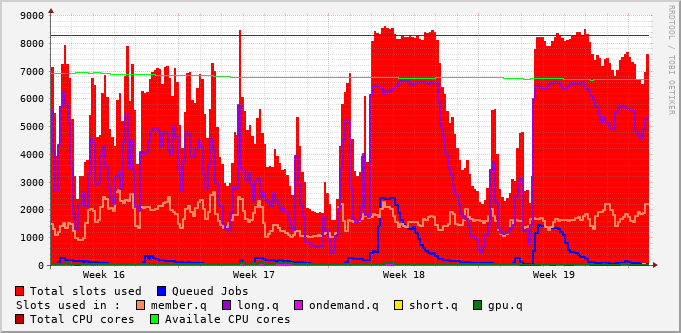 9000
8000
7000
6000
5000
4000
3000
2000
1000
0
Week 16 Week 17 Week 18 Week 19
RRDTOOL / TOBI OETIKER
Total slots used Queued Jobs
Slots used in : member.q long.q ondemand.q short.q gpu.q
Total CPU cores Availale CPU cores